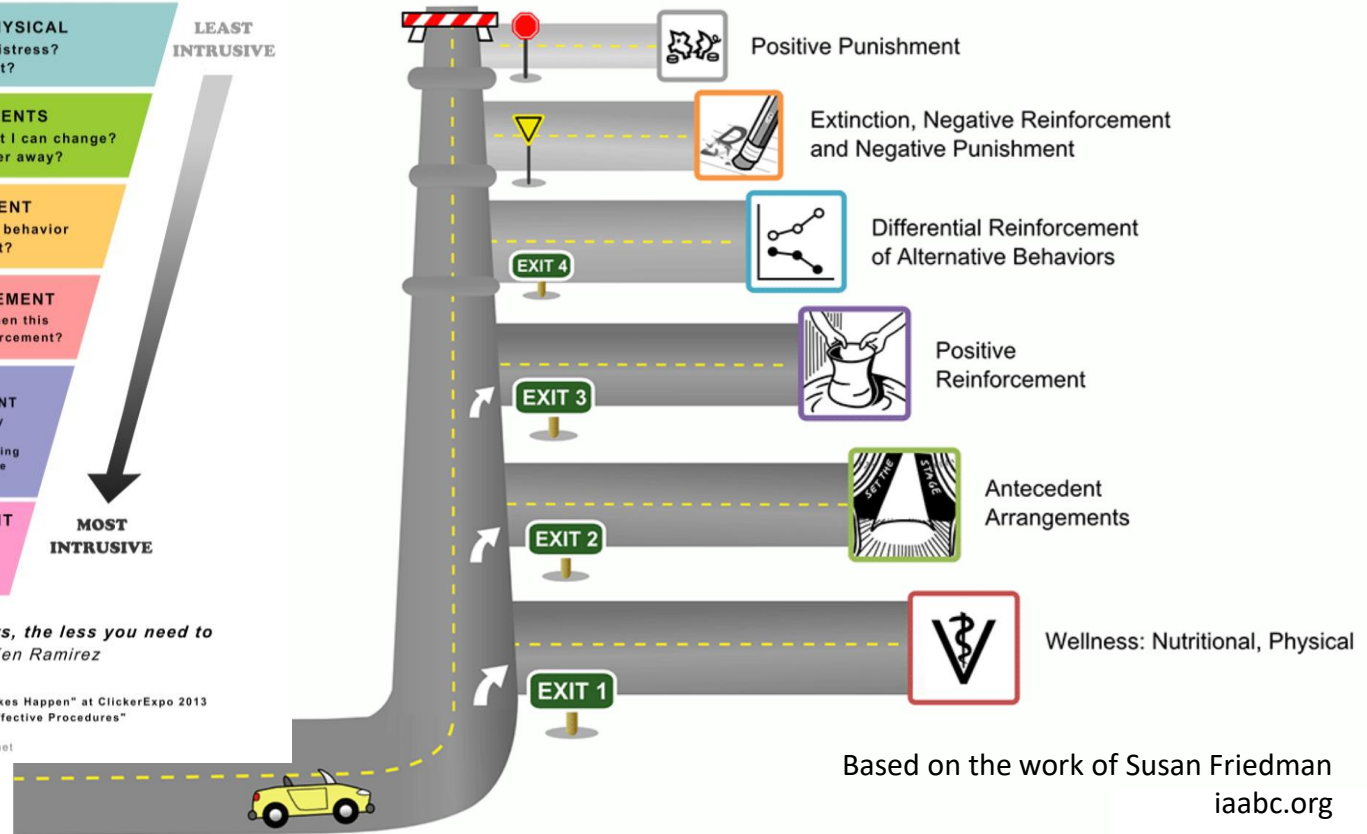 YSICAL
istress?
t?
ENTS
t I can change?
er away?
ENT
behavior
t?
EMENT
en this
rcement?
NT
y
ing
e
IT
LEAST
INTRUSIVE
MOST
INTRUSIVE
rs, the less you need to
en Ramirez
kes Happen" at ClickerExpo 2013
ffective Procedures"
net
Positive Punishment
Extinction, Negative Reinforcement
and Negative Punishment
EXIT 4
Differential Reinforcement
of Alternative Behaviors
EXIT 3
Positive
Reinforcement
EXIT 2
SET THE
STAGE
Antecedent
Arrangements
EXIT 1
V
Wellness: Nutritional, Physical
Based on the work of Susan Friedman
iaabc.org